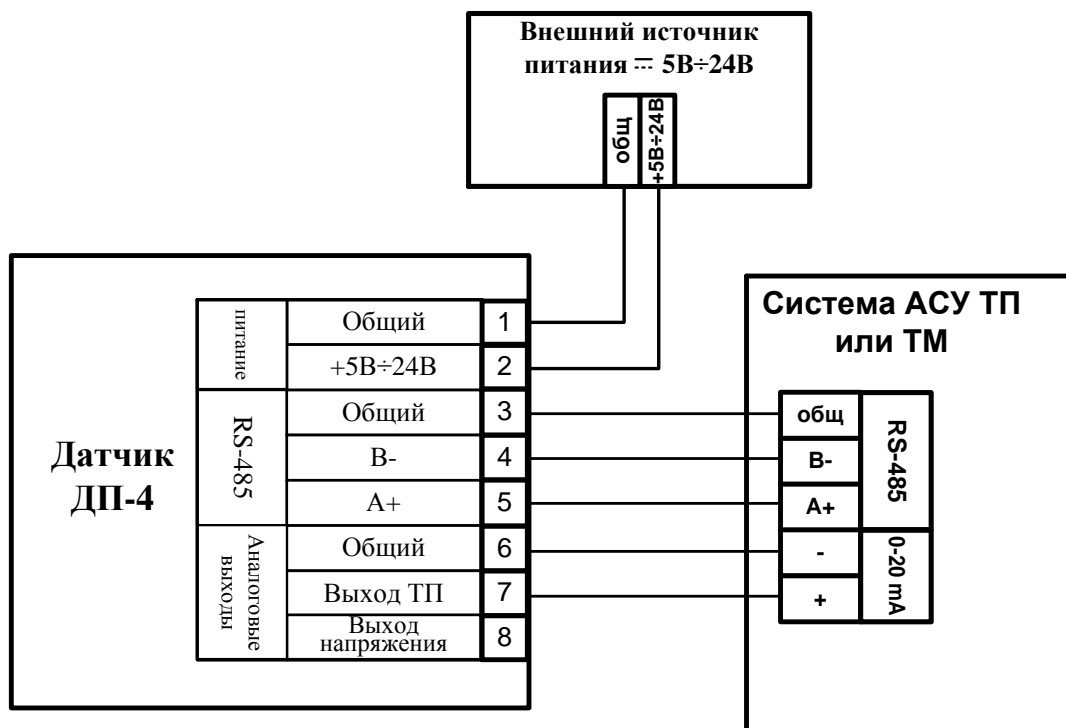 Внешний источник
питания ⎓ 5В÷24В
общ
+5В÷24В
Датчик
ДП-4
питание
Общий
1
+5В÷24В
2
RS-485
Общий
3
В-
4
А+
5
Аналоговые
выходы
Общий
6
Выход ТП
7
Выход
напряжения
8
Система АСУ ТП
или ТМ
общ
В-
А+
RS-485
-
+
0-20 mA